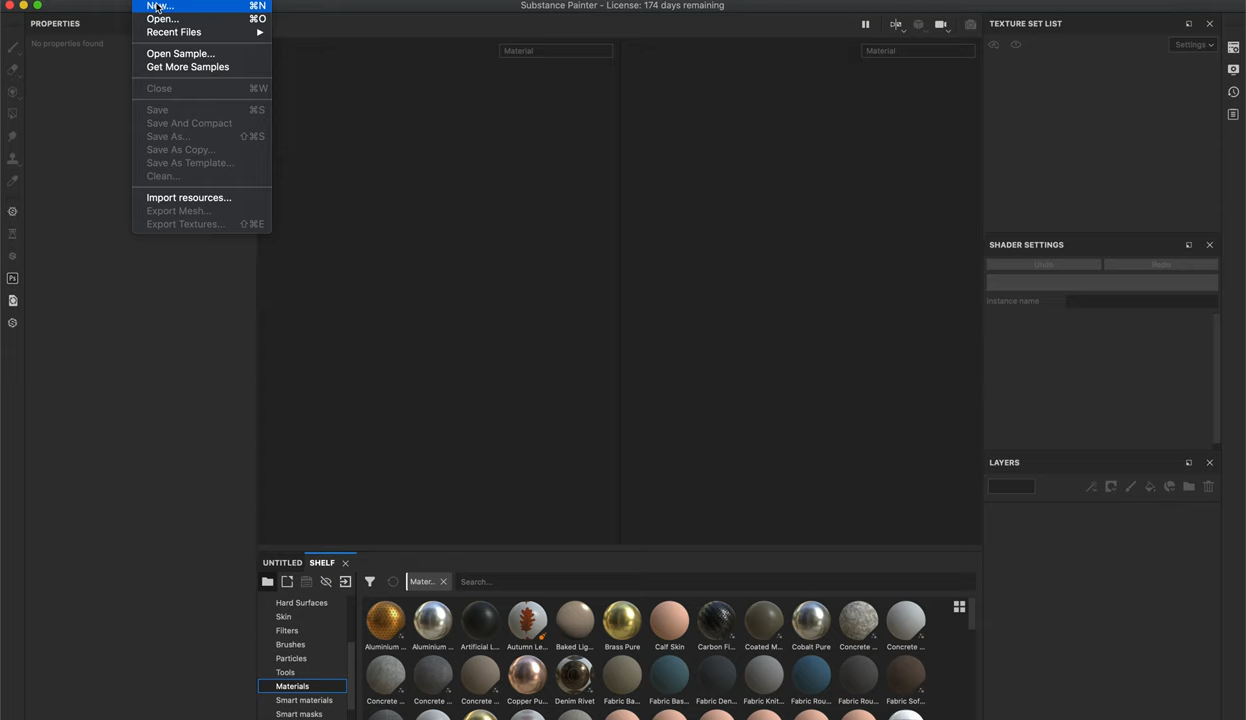 Substance Painter - License: 174 days remaining
New... ⌘N
Open... ⌘O
Recent Files ▶
Open Sample...
Get More Samples
Close ⌘W
Save ⌘S
Save And Compact
Save As... ⇧⌘S
Save As Copy...
Save As Template...
Clean...
Import resources...
Export Mesh...
Export Textures... ⇧⌘E
PROPERTIES
No properties found
Material
Material
TEXTURE SET LIST
Settings
SHADER SETTINGS
Undo Redo
Instance name
LAYERS
Ps
UNTITLED SHELF
Mater... Search...
Hard Surfaces
Skin
Filters
Brushes
Particles
Tools
Materials
Smart materials
Smart masks
Aluminium ... Aluminium ... Artificial L... Autumn Le... Baked Lig... Brass Pure Calf Skin Carbon Fi... Coated M... Cobalt Pure Concrete ... Concrete ...
Concrete ... Concrete ... Concrete ... Copper Pu... Denim Rivet Fabric Ba... Fabric Bas... Fabric Den... Fabric Knit... Fabric Rou... Fabric Rou... Fabric Sof...